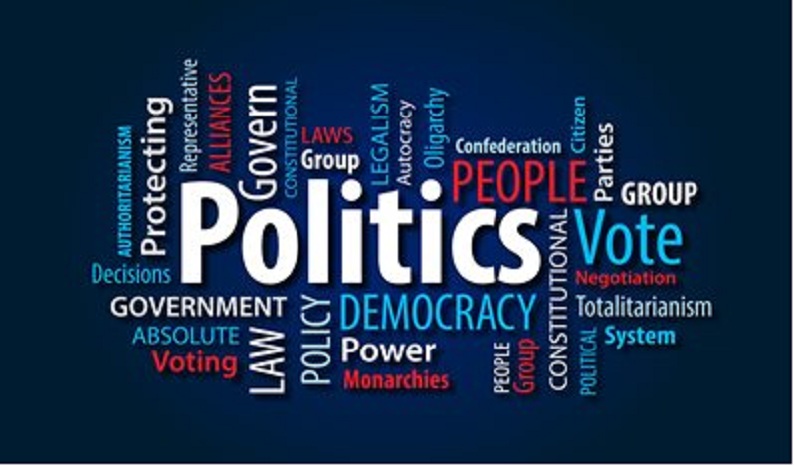 AUTHORITARIANISM
Protecting
Representative
ALLIANCES
Govern
CONSTITUTIONAL
LAWS
Group
LEGALISM
Autocracy
Oligarchy
Confederation
Citizen
Parties
PEOPLE
GROUP
Politics
Vote
Decisions
Negotiation
GOVERNMENT
POLICY
DEMOCRACY
CONSTITUTIONAL
Totalitarianism
ABSOLUTE
LAW
Power
PEOPLE
Group
POLITICAL
System
Voting
Monarchies